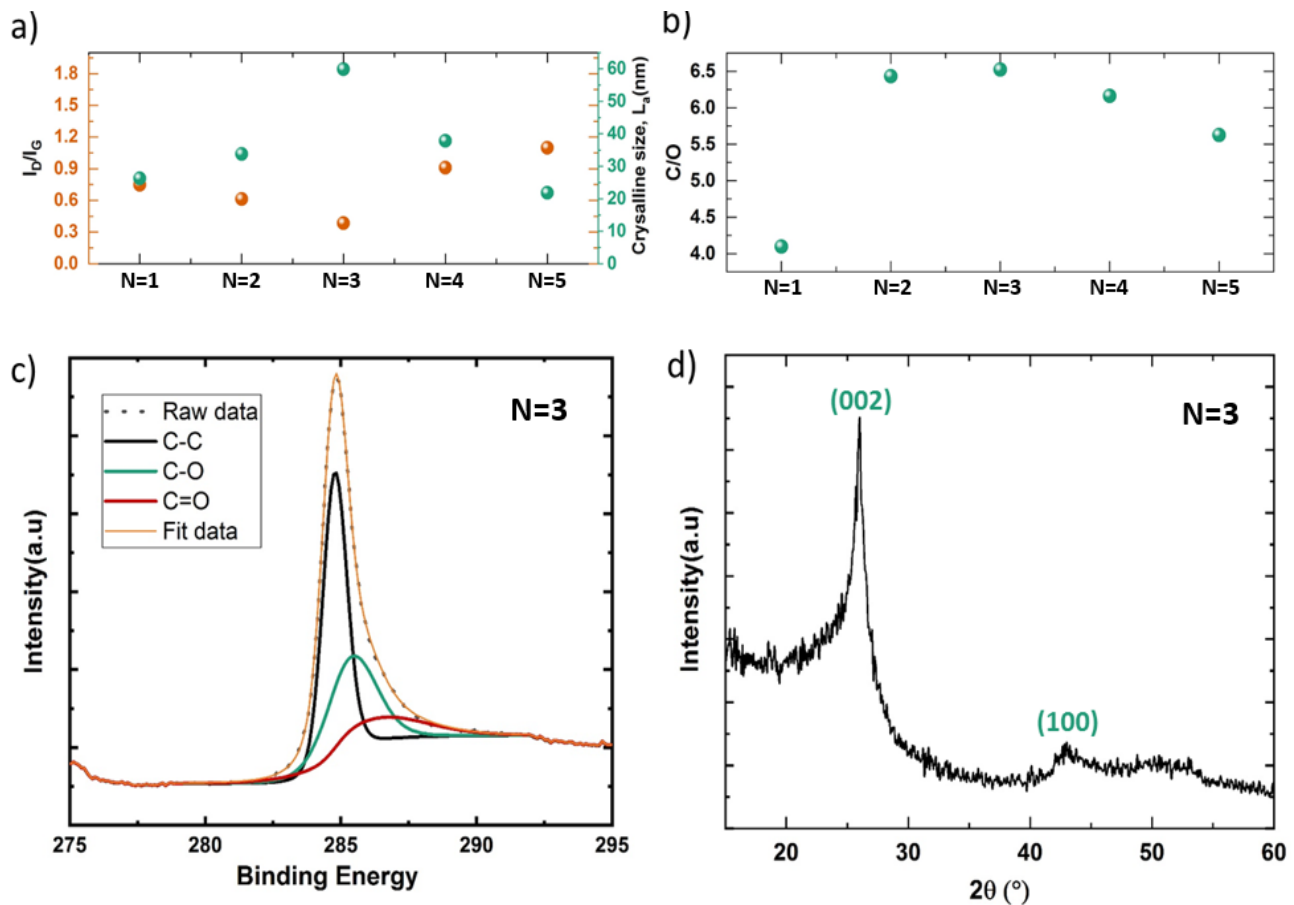 a)
1.8
1.5
1.2
0.9
0.6
0.3
0.0
I_D/I_G
60
50
40
30
20
10
0
Crysalline size, L_a(nm)
N=1 N=2 N=3 N=4 N=5
b)
6.5
6.0
5.5
5.0
4.5
4.0
C/O
N=1 N=2 N=3 N=4 N=5
c)
N=3
Raw data
C-C
C-O
C=O
Fit data
Intensity(a.u)
275 280 285 290 295
Binding Energy
d)
N=3
(002)
(100)
Intensity(a.u)
20 30 40 50 60
2θ (°)